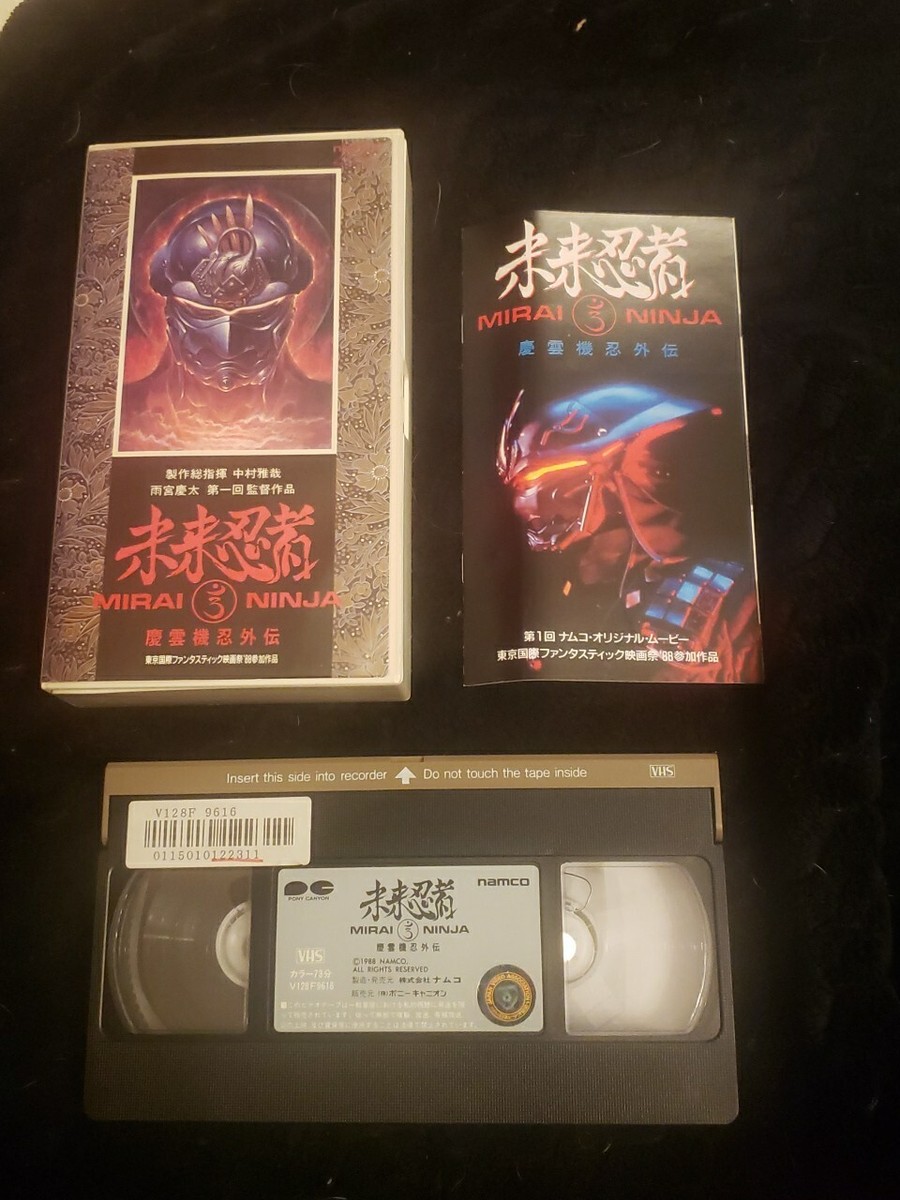 製作総指揮 中村雅哉
雨宮慶太 第一回監督作品
未来忍者
MIRAI NINJA
慶雲機忍外伝
東京国際ファンタスティック映画祭'88参加作品
未来忍者
MIRAI NINJA
慶雲機忍外伝
第1回 ナムコ・オリジナル・ムービー
東京国際ファンタスティック映画祭'88参加作品
Insert this side into recorder Do not touch the tape inside VHS
V128F 9616
0115010122311
PONY CANYON
未来忍者
namco
MIRAI NINJA
慶雲機忍外伝
VHS
カラー73分
V128F9616
©1988 NAMCO,
ALL RIGHTS RESERVED
製造・発売元 株式会社 ナムコ
販売元 (株)ポニーキャニオン